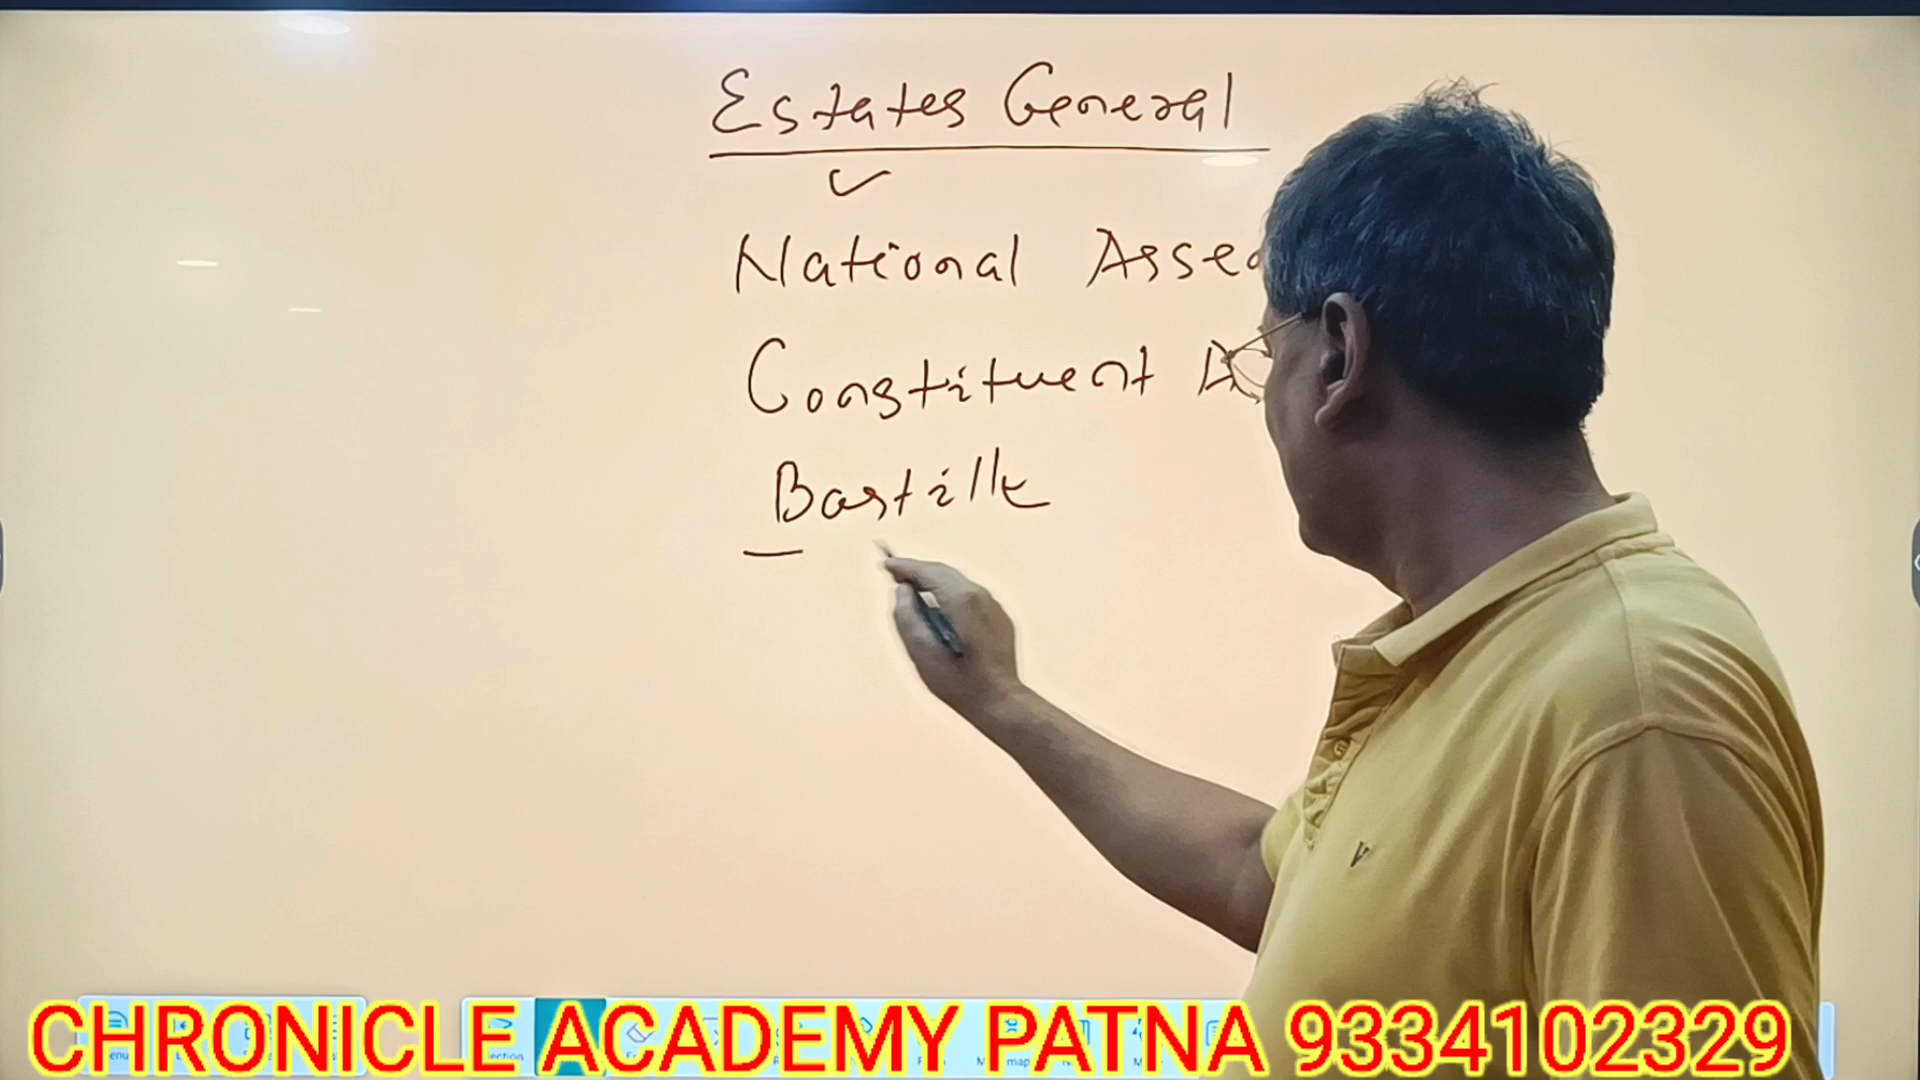 Estates General
National Asse
Constituent A
Bastille
CHRONICLE ACADEMY PATNA 9334102329